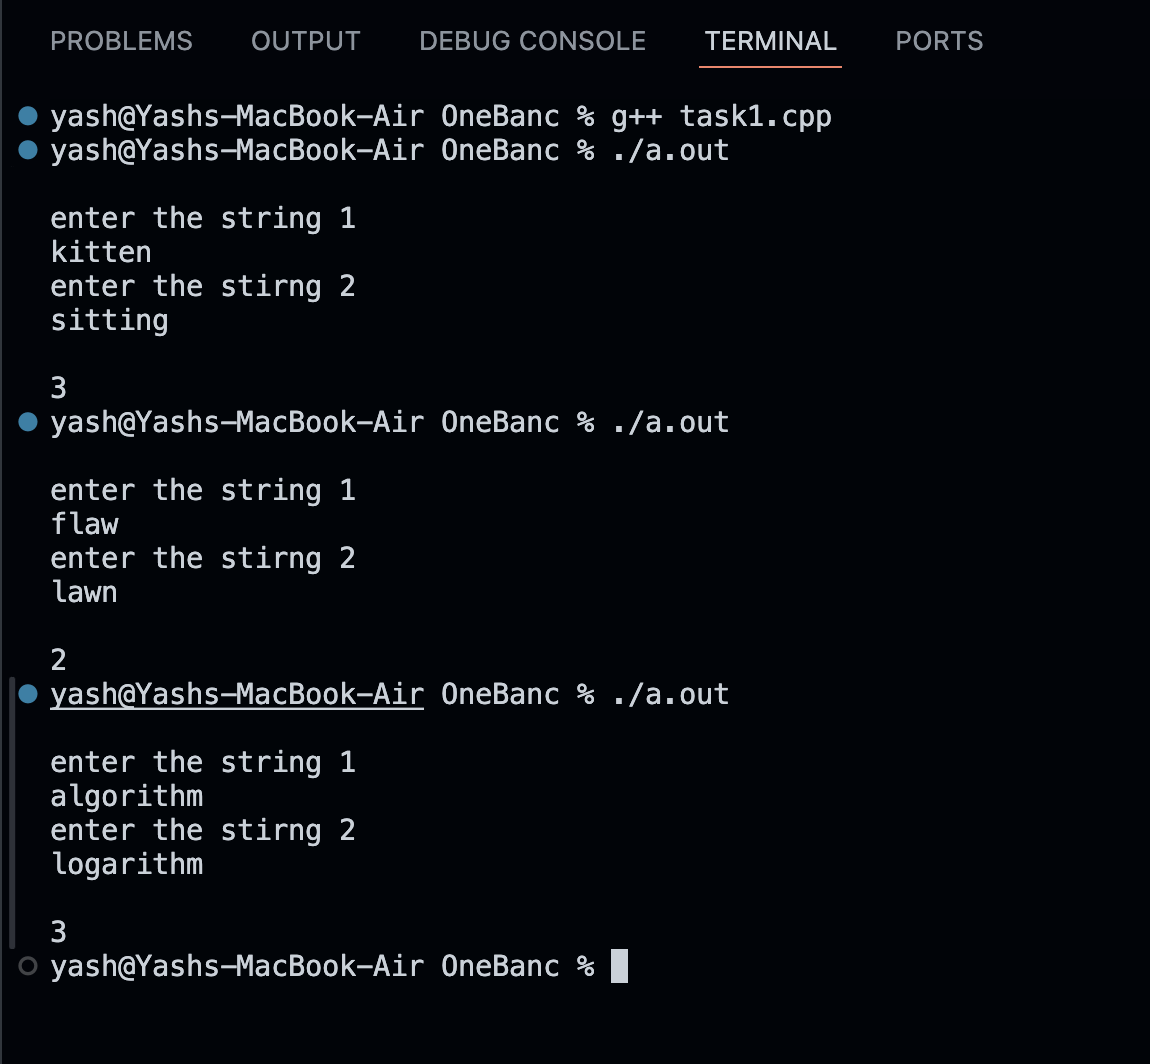 PROBLEMS OUTPUT DEBUG CONSOLE TERMINAL PORTS
yash@Yashs-MacBook-Air OneBanc % g++ task1.cpp
yash@Yashs-MacBook-Air OneBanc % ./a.out
enter the string 1
kitten
enter the stirng 2
sitting
3
yash@Yashs-MacBook-Air OneBanc % ./a.out
enter the string 1
flaw
enter the stirng 2
lawn
2
yash@Yashs-MacBook-Air OneBanc % ./a.out
enter the string 1
algorithm
enter the stirng 2
logarithm
3
yash@Yashs-MacBook-Air OneBanc %